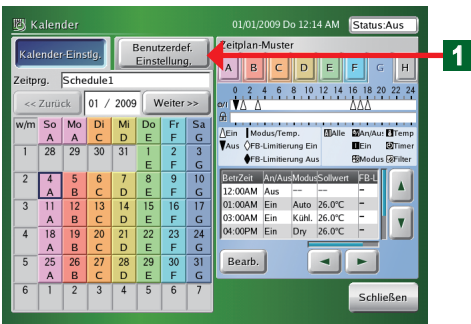 Kalender
01/01/2009 Do 12:14 AM
Status:Aus
Kalender-Einstlg.
Benutzerdef.
Einstellung.
Zeitprg. Schedule1
<< Zurück 01 / 2009 Weiter >>
w/m So Mo Di Mi Do Fr Sa
A A C D E F G
1 28 29 30 31 1 2 3
E F G
2 4 5 6 7 8 9 10
A B C D E F G
3 11 12 13 14 15 16 17
A B C D E F G
4 18 19 20 21 22 23 24
A B C D E F G
5 25 26 27 28 29 30 31
A B C D E F G
6 1 2 3 4 5 6 7
Zeitplan-Muster
A B C D E F G H
0 2 4 6 8 10 12 14 16 18 20 22 24
Ein Modus/Temp. Alle An/Aus Temp
Aus FB-Limitierung Ein Ein Timer
FB-Limitierung Aus Modus Filter
BetrZeit An/Aus Modus Sollwert FB-L
12:00AM Aus -- --- -
01:00AM Ein Auto 26.0°C -
03:00AM Ein Kühl. 26.0°C -
04:00PM Ein Dry 26.0°C -
Bearb.
Schließen
1